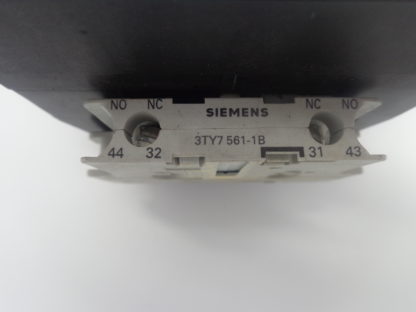 NO NC SIEMENS NC NO
44 32 3TY7 561-1B 31 43